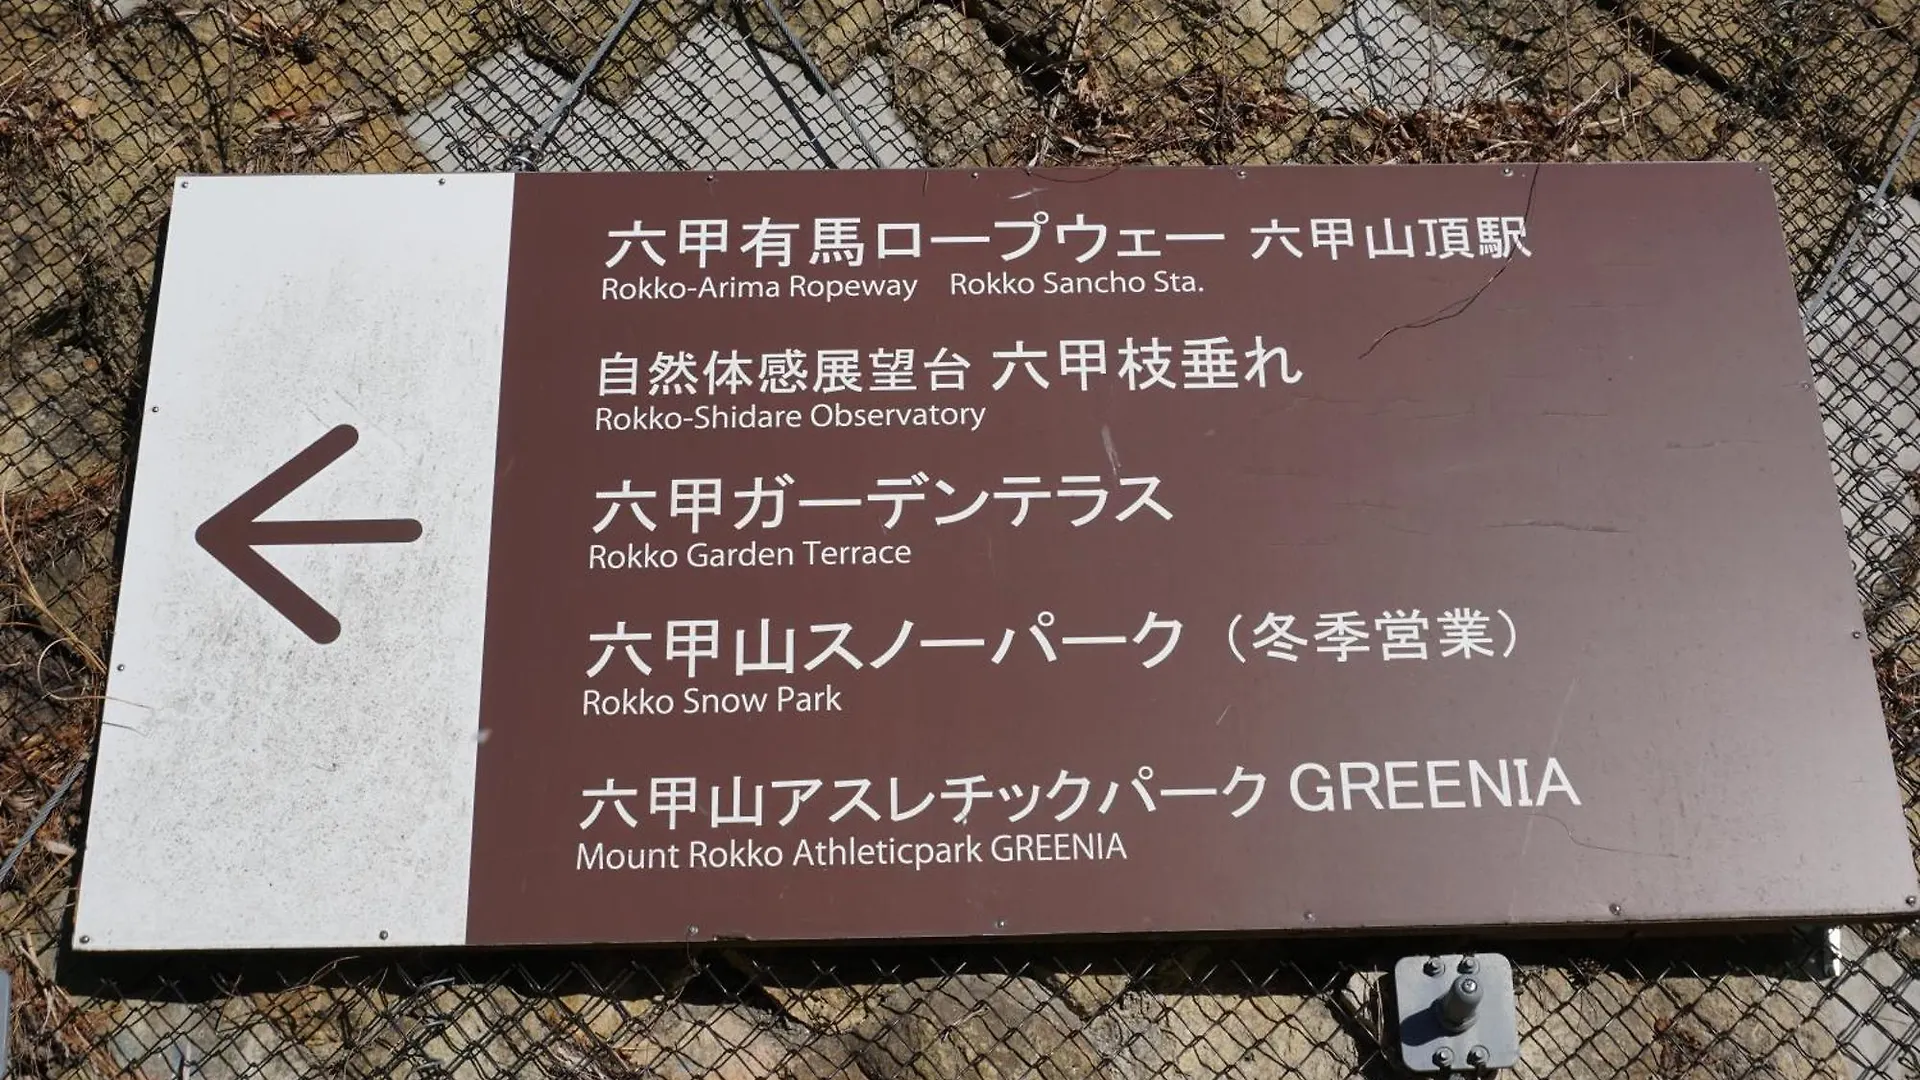 六甲有馬ロープウェー 六甲山頂駅
Rokko-Arima Ropeway Rokko Sancho Sta.
自然体感展望台 六甲枝垂れ
Rokko-Shidare Observatory
六甲ガーデンテラス
Rokko Garden Terrace
六甲山スノーパーク（冬季営業）
Rokko Snow Park
六甲山アスレチックパーク GREENIA
Mount Rokko Athleticpark GREENIA